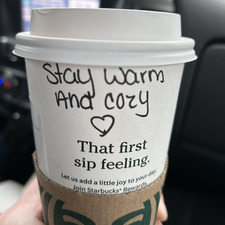 Stay warm
And cozy
That first
sip feeling.
Let us add a little joy to your day.
Join Starbucks® Rewards